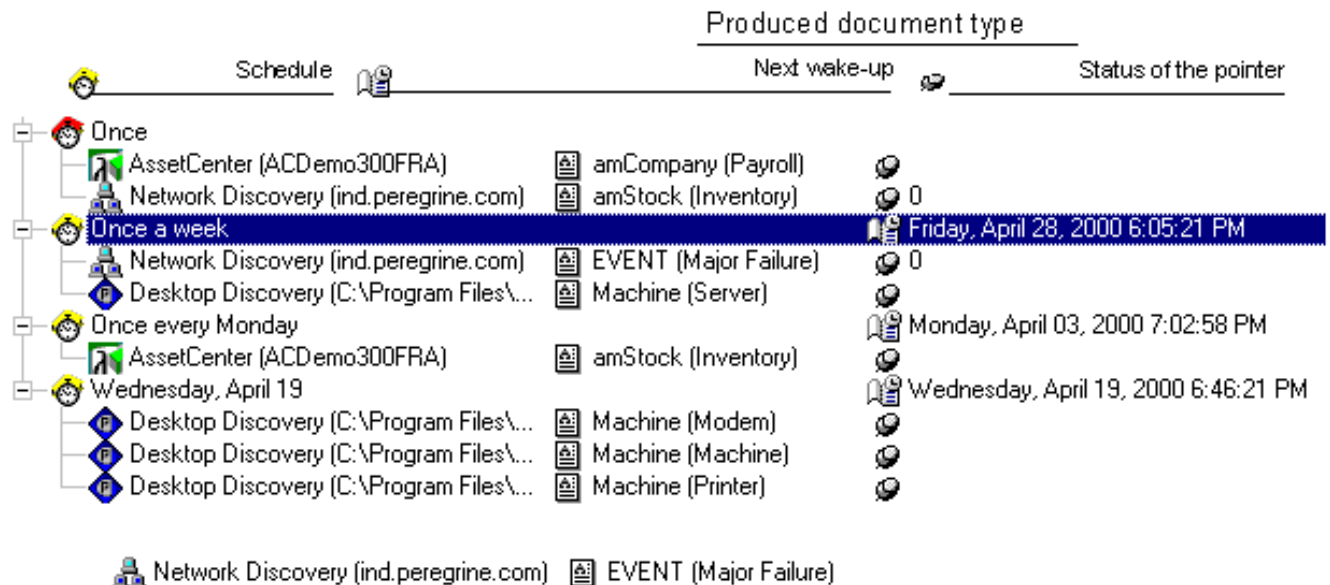 Produced document type
Schedule Next wake-up Status of the pointer
Once
AssetCenter (ACDemo300FRA) amCompany (Payroll)
Network Discovery (ind.peregrine.com) amStock (Inventory) 0
Once a week Friday, April 28, 2000 6:05:21 PM
Network Discovery (ind.peregrine.com) EVENT (Major Failure) 0
Desktop Discovery (C:\Program Files\... Machine (Server)
Once every Monday Monday, April 03, 2000 7:02:58 PM
AssetCenter (ACDemo300FRA) amStock (Inventory)
Wednesday, April 19 Wednesday, April 19, 2000 6:46:21 PM
Desktop Discovery (C:\Program Files\... Machine (Modem)
Desktop Discovery (C:\Program Files\... Machine (Machine)
Desktop Discovery (C:\Program Files\... Machine (Printer)
Network Discovery (ind.peregrine.com) EVENT (Major Failure)